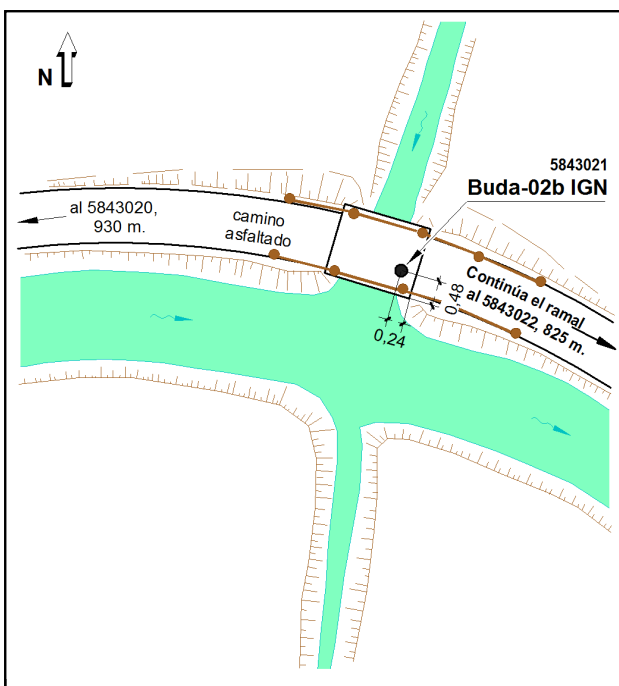 N
5843021
Buda-02b IGN
al 5843020,
930 m.
camino
asfaltado
Continúa el ramal
al 5843022, 825 m.
0,48
0,24